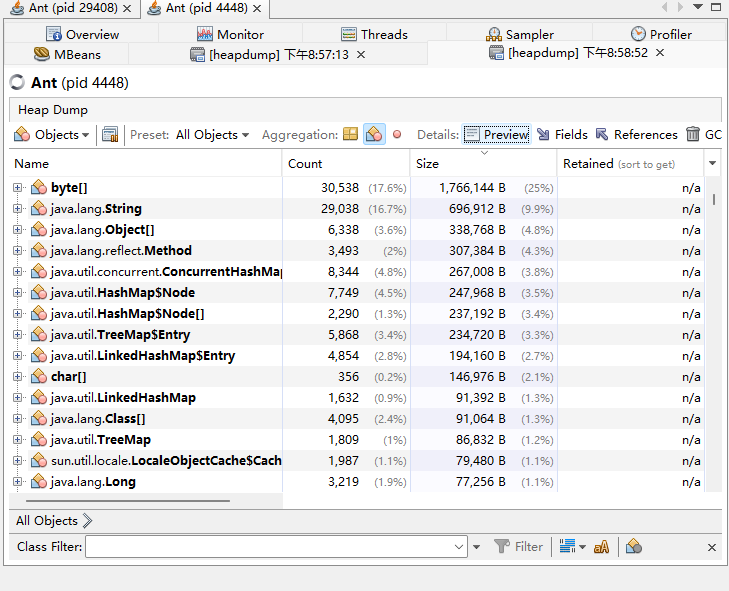 Ant (pid 29408) Ant (pid 4448)
Overview Monitor Threads Sampler Profiler
MBeans [heapdump] 下午8:57:13 [heapdump] 下午8:58:52
Ant (pid 4448)
Heap Dump
Objects Preset: All Objects Aggregation: Details: Preview Fields References GC
Name Count Size Retained (sort to get)
byte[] 30,538 (17.6%) 1,766,144 B (25%) n/a
java.lang.String 29,038 (16.7%) 696,912 B (9.9%) n/a
java.lang.Object[] 6,338 (3.6%) 338,768 B (4.8%) n/a
java.lang.reflect.Method 3,493 (2%) 307,384 B (4.3%) n/a
java.util.concurrent.ConcurrentHashMap 8,344 (4.8%) 267,008 B (3.8%) n/a
java.util.HashMap$Node 7,749 (4.5%) 247,968 B (3.5%) n/a
java.util.HashMap$Node[] 2,290 (1.3%) 237,192 B (3.4%) n/a
java.util.TreeMap$Entry 5,868 (3.4%) 234,720 B (3.3%) n/a
java.util.LinkedHashMap$Entry 4,854 (2.8%) 194,160 B (2.7%) n/a
char[] 356 (0.2%) 146,976 B (2.1%) n/a
java.util.LinkedHashMap 1,632 (0.9%) 91,392 B (1.3%) n/a
java.lang.Class[] 4,095 (2.4%) 91,064 B (1.3%) n/a
java.util.TreeMap 1,809 (1%) 86,832 B (1.2%) n/a
sun.util.locale.LocaleObjectCache$Cach 1,987 (1.1%) 79,480 B (1.1%) n/a
java.lang.Long 3,219 (1.9%) 77,256 B (1.1%) n/a
All Objects
Class Filter: Filter aA